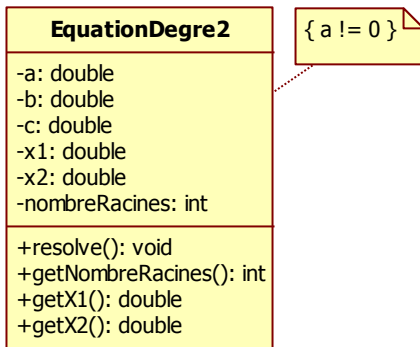 EquationDegre2
{ a != 0 }
-a: double
-b: double
-c: double
-x1: double
-x2: double
-nombreRacines: int
+resolve(): void
+getNombreRacines(): int
+getX1(): double
+getX2(): double